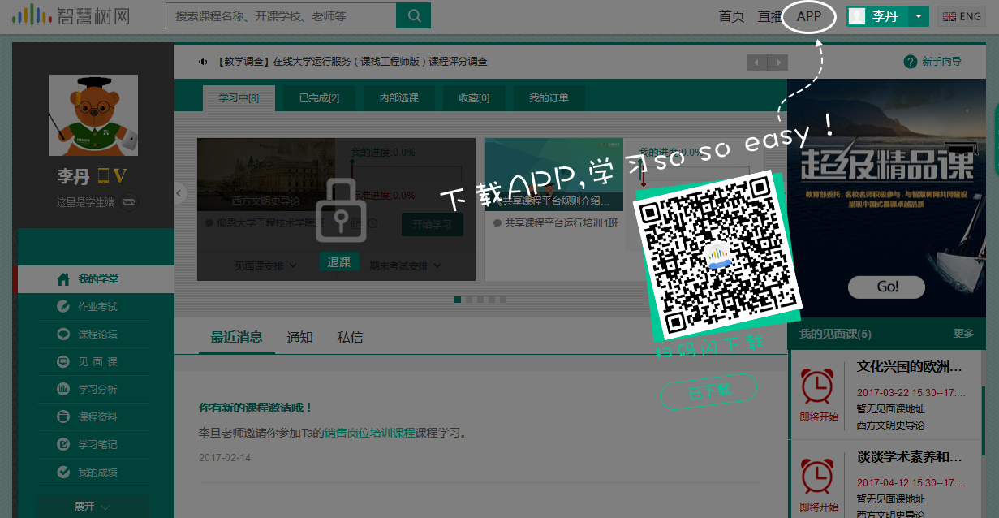 智慧树网
搜索课程名称、开课学校、老师等
首页
直播
APP
李丹
ENG
【教学调查】在线大学运行服务（课栈工程师版）课程评分调查
新手向导
李丹
V
这里是学生端
学习中[8]
已完成[2]
内部选课
收藏[0]
我的订单
我的进度:0.0%
标准进度:0.0%
西方文明史导论
仰恩大学工程技术学院
开始学习
见面课安排
退课
期末考试安排
我的进度:0.0%
《共享课程平台规则介绍...
共享课程平台运行培训1班
下载APP,学习so so easy！
扫码闪下载
已下载
超级精品课
教育部委托，名校名师积极参与，与智慧树网共同建设
呈现中国式慕课卓越品质
Go!
我的学堂
作业考试
课程论坛
见面课
学习分析
课程资料
学习笔记
我的成绩
展开
最近消息
通知
私信
你有新的课程邀请哦！
李旦老师邀请你参加Ta的销售岗位培训课程课程学习。
2017-02-14
我的见面课(5)
更多
文化兴国的欧洲...
2017-03-22 15:30--17:...
暂无见面课地址
西方文明史导论
即将开始
谈谈学术素养和...
2017-04-12 15:30--17:...
暂无见面课地址
西方文明史导论
即将开始